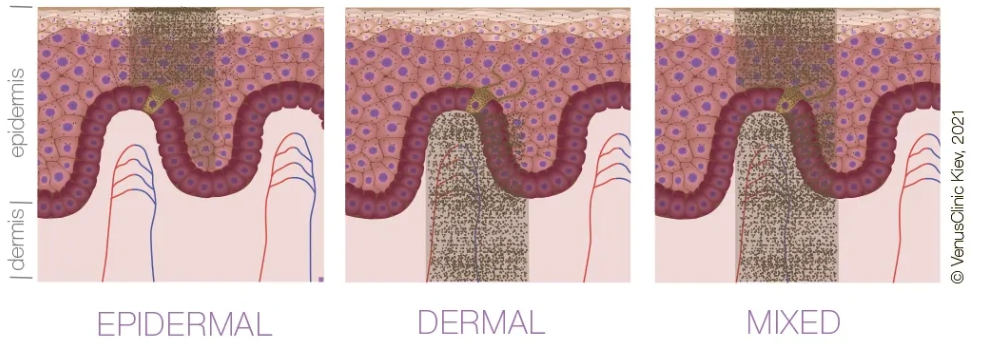 epidermis
| dermis |
EPIDERMAL
DERMAL
MIXED
© VenusClinic Kiev, 2021